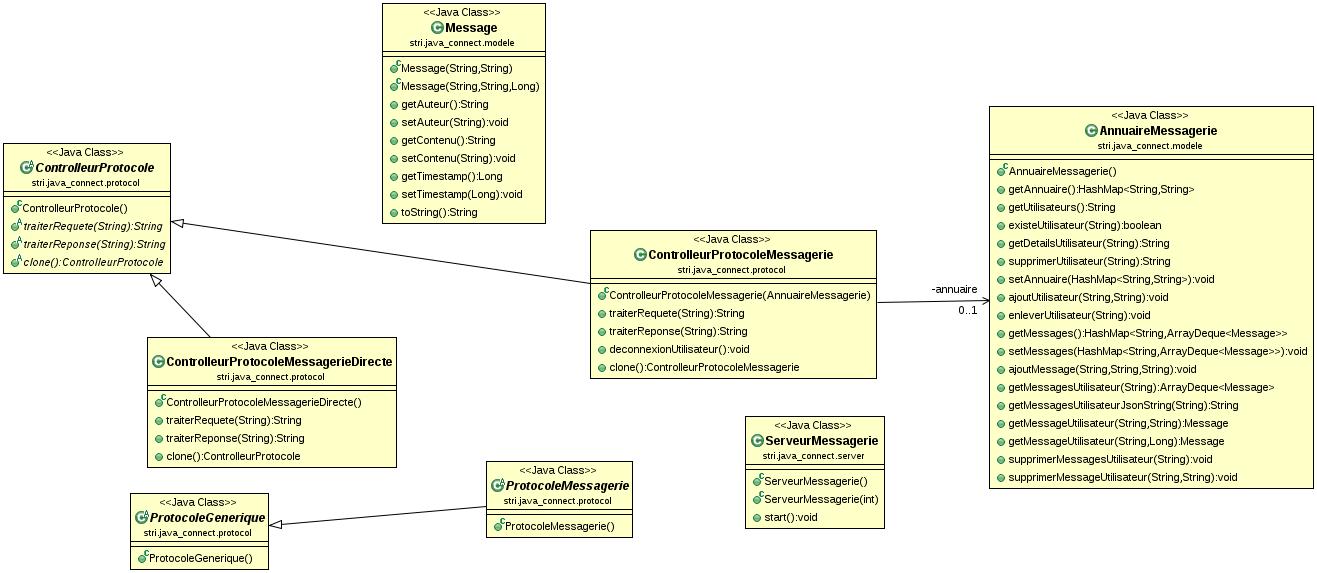 <<Java Class>>
Message
stri.java_connect.modele
Message(String,String)
Message(String,String,Long)
getAuteur():String
setAuteur(String):void
getContenu():String
setContenu(String):void
getTimestamp():Long
setTimestamp(Long):void
toString():String
<<Java Class>>
AnnuaireMessagerie
stri.java_connect.modele
AnnuaireMessagerie()
getAnnuaire():HashMap<String,String>
getUtilisateurs():String
existeUtilisateur(String):boolean
getDetailsUtilisateur(String):String
supprimerUtilisateur(String):String
setAnnuaire(HashMap<String,String>):void
ajoutUtilisateur(String,String):void
enleverUtilisateur(String):void
getMessages():HashMap<String,ArrayDeque<Message>>
setMessages(HashMap<String,ArrayDeque<Message>>):void
ajoutMessage(String,String,String):void
getMessagesUtilisateur(String):ArrayDeque<Message>
getMessagesUtilisateurJsonString(String):String
getMessageUtilisateur(String,String):Message
getMessageUtilisateur(String,Long):Message
supprimerMessagesUtilisateur(String):void
supprimerMessageUtilisateur(String,String):void
<<Java Class>>
ControlleurProtocole
stri.java_connect.protocol
ControlleurProtocole()
traiterRequete(String):String
traiterReponse(String):String
clone():ControlleurProtocole
<<Java Class>>
ControlleurProtocoleMessagerie
stri.java_connect.protocol
ControlleurProtocoleMessagerie(AnnuaireMessagerie)
traiterRequete(String):String
traiterReponse(String):String
deconnexionUtilisateur():void
clone():ControlleurProtocoleMessagerie
-annuaire
0..1
<<Java Class>>
ControlleurProtocoleMessagerieDirecte
stri.java_connect.protocol
ControlleurProtocoleMessagerieDirecte()
traiterRequete(String):String
traiterReponse(String):String
clone():ControlleurProtocole
<<Java Class>>
ServeurMessagerie
stri.java_connect.server
ServeurMessagerie()
ServeurMessagerie(int)
start():void
<<Java Class>>
ProtocoleMessagerie
stri.java_connect.protocol
ProtocoleMessagerie()
<<Java Class>>
ProtocoleGenerique
stri.java_connect.protocol
ProtocoleGenerique()